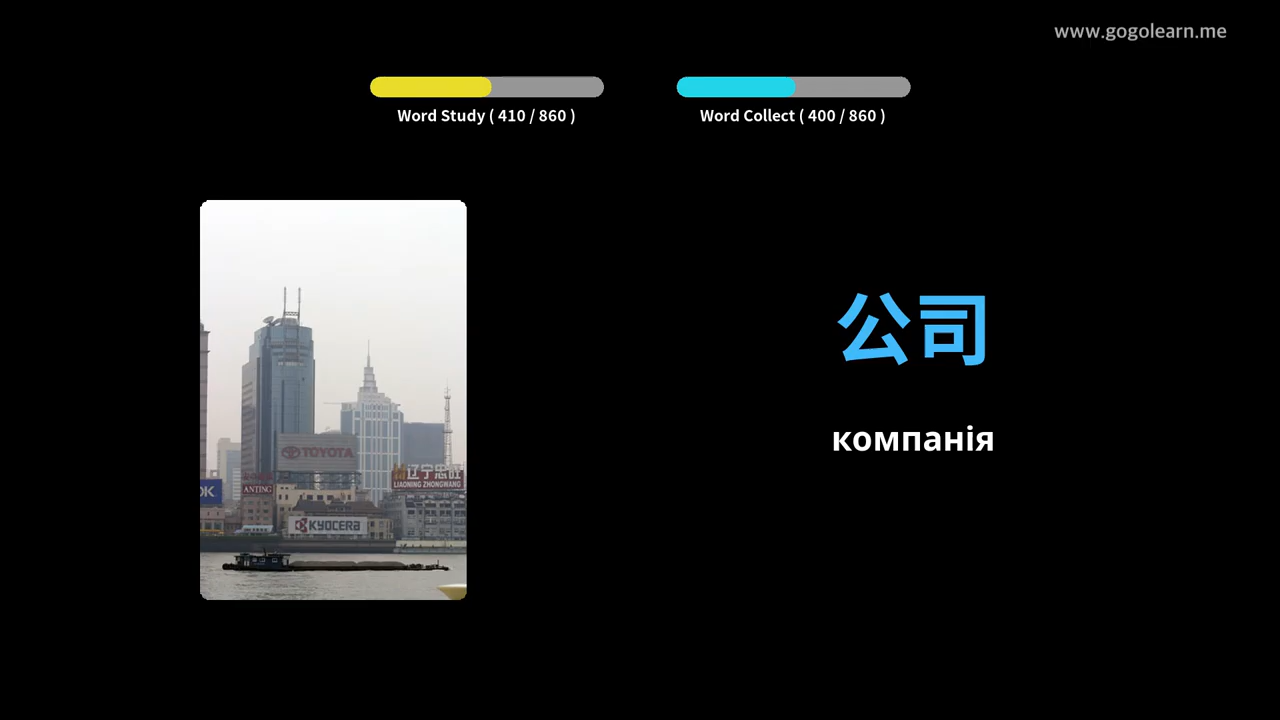 www.gogolearn.me
Word Study ( 410 / 860 )
Word Collect ( 400 / 860 )
公司
компанія
TOYOTA
辽宁忠旺
LIAONING ZHONGWANG
OK
ANTING
KYOCERA